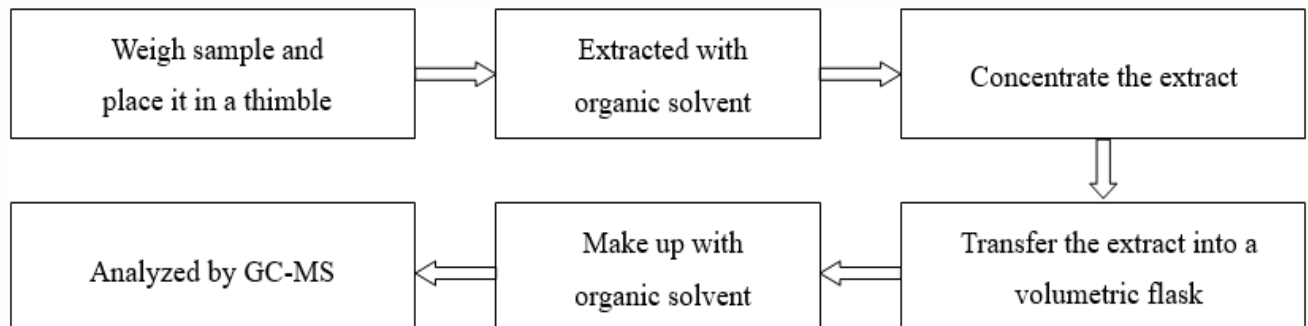 Weigh sample and
place it in a thimble
Extracted with
organic solvent
Concentrate the extract
Transfer the extract into a
volumetric flask
Make up with
organic solvent
Analyzed by GC-MS